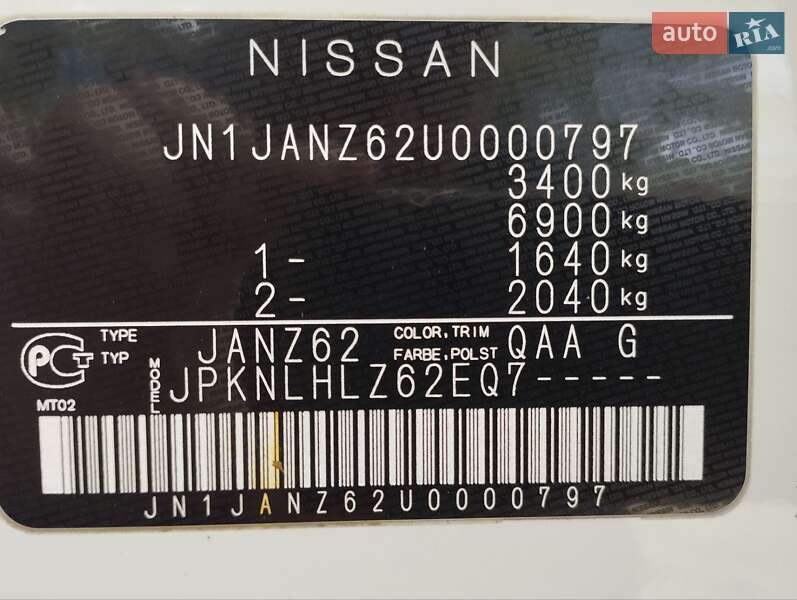 auto RIA.com
NISSAN
JN1JANZ62U0000797
3400 kg
6900 kg
1- 1640 kg
2- 2040 kg
TYPE JANZ62 COLOR,TRIM QAA G
TYP FARBE,POLST
MODEL JPKNLHLZ62EQ7-----
MT02
JN1JANZ62U0000797